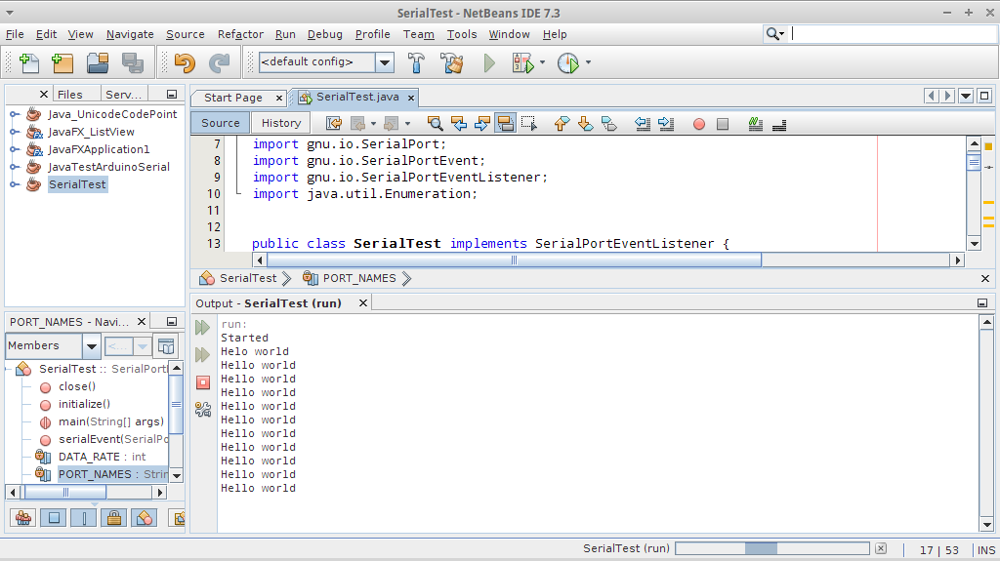 SerialTest - NetBeans IDE 7.3
File Edit View Navigate Source Refactor Run Debug Profile Team Tools Window Help
<default config>
Files Serv...
Java_UnicodeCodePoint
JavaFX_ListView
JavaFXApplication1
JavaTestArduinoSerial
SerialTest
Start Page SerialTest.java
Source History
7 import gnu.io.SerialPort;
8 import gnu.io.SerialPortEvent;
9 import gnu.io.SerialPortEventListener;
10 import java.util.Enumeration;
11
12
13 public class SerialTest implements SerialPortEventListener {
SerialTest PORT_NAMES
PORT_NAMES - Navi...
Members <...
SerialTest :: SerialPort
close()
initialize()
main(String[] args)
serialEvent(SerialPo
DATA_RATE : int
PORT_NAMES : Strin
Output - SerialTest (run)
run:
Started
Helo world
Hello world
Hello world
Hello world
Hello world
Hello world
Hello world
Hello world
Hello world
Hello world
Hello world
SerialTest (run) 17 | 53 INS